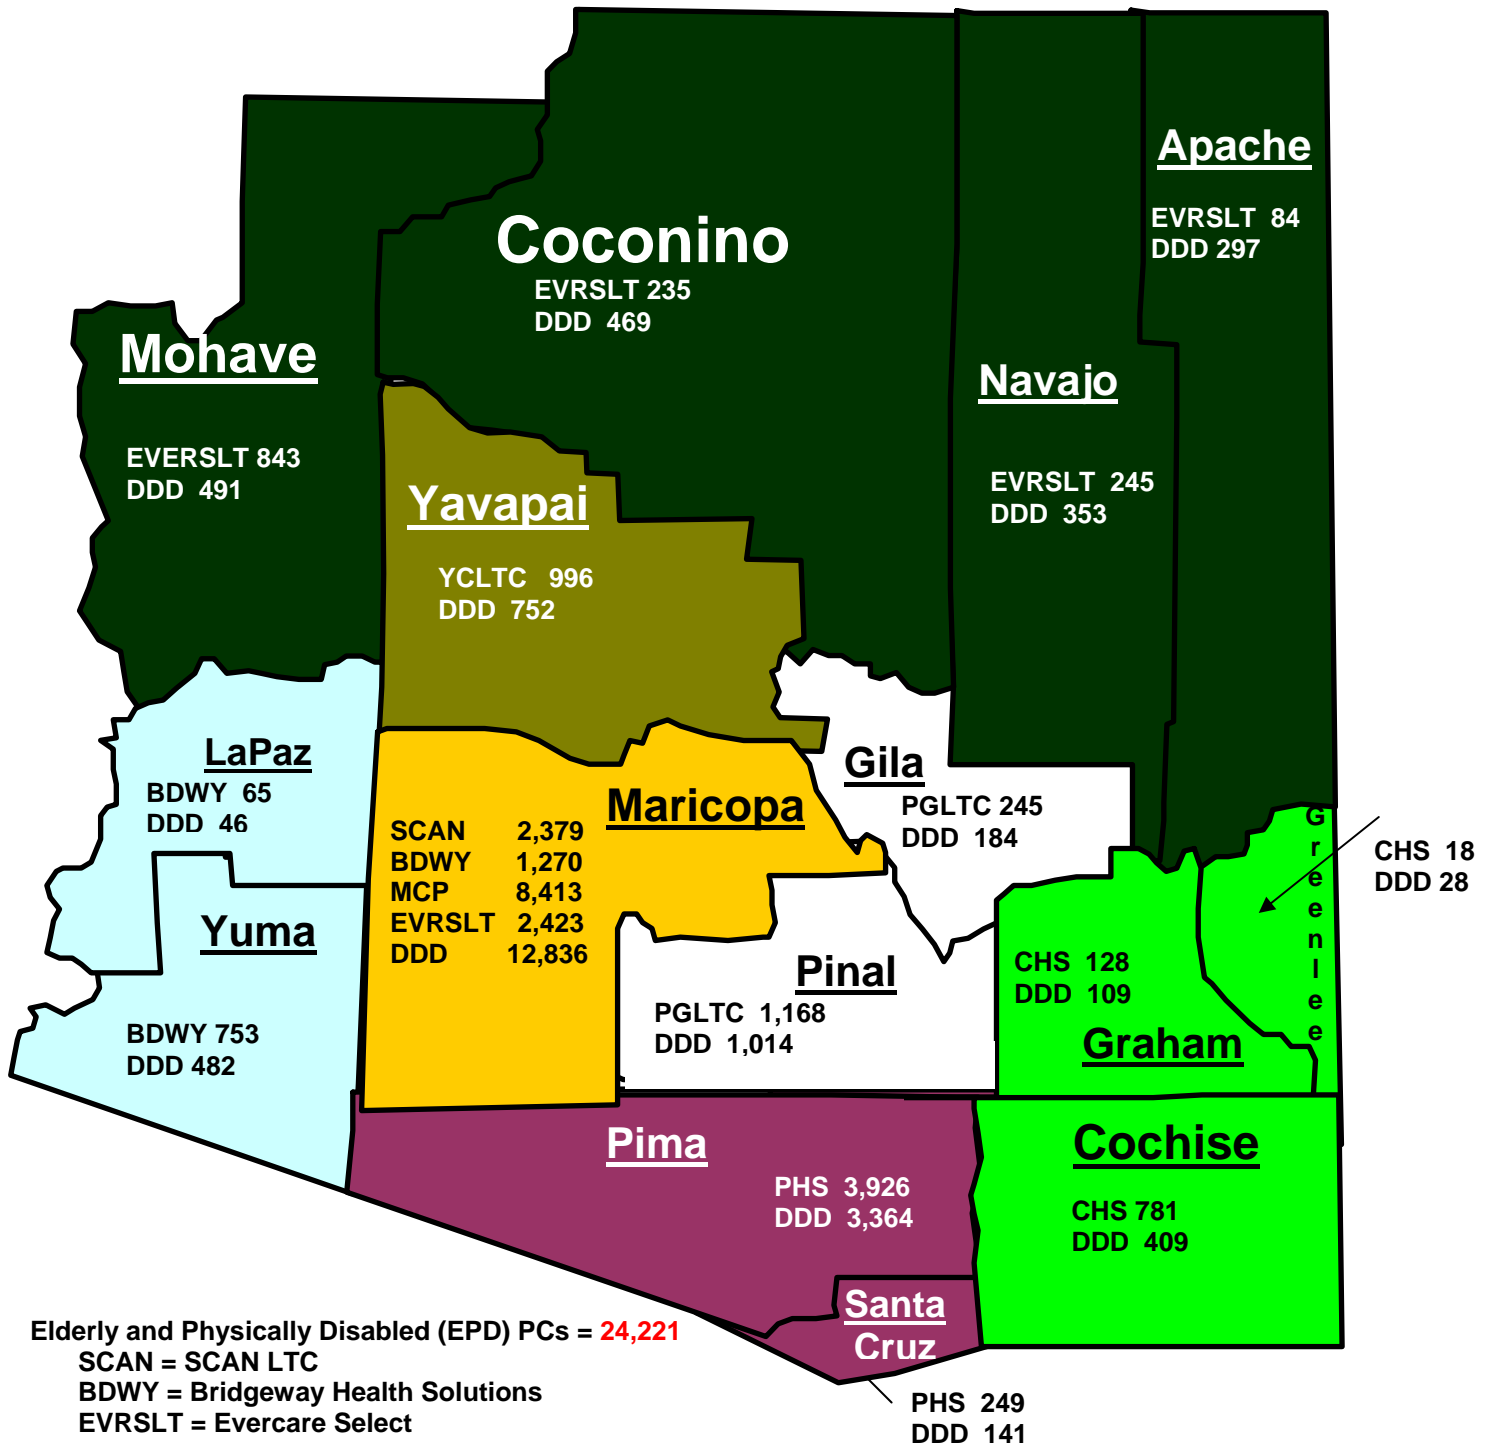 Apache
EVRSLT 84
DDD 297
Coconino
EVRSLT 235
DDD 469
Mohave
EVERSLT 843
DDD 491
Navajo
EVRSLT 245
DDD 353
Yavapai
YCLTC 996
DDD 752
LaPaz
BDWY 65
DDD 46
Gila
PGLTC 245
DDD 184
Maricopa
SCAN 2,379
BDWY 1,270
MCP 8,413
EVRSLT 2,423
DDD 12,836
Greenlee
CHS 18
DDD 28
Yuma
BDWY 753
DDD 482
Pinal
PGLTC 1,168
DDD 1,014
CHS 128
DDD 109
Graham
Pima
PHS 3,926
DDD 3,364
Cochise
CHS 781
DDD 409
Santa
Cruz
PHS 249
DDD 141
Elderly and Physically Disabled (EPD) PCs = 24,221
SCAN = SCAN LTC
BDWY = Bridgeway Health Solutions
EVRSLT = Evercare Select